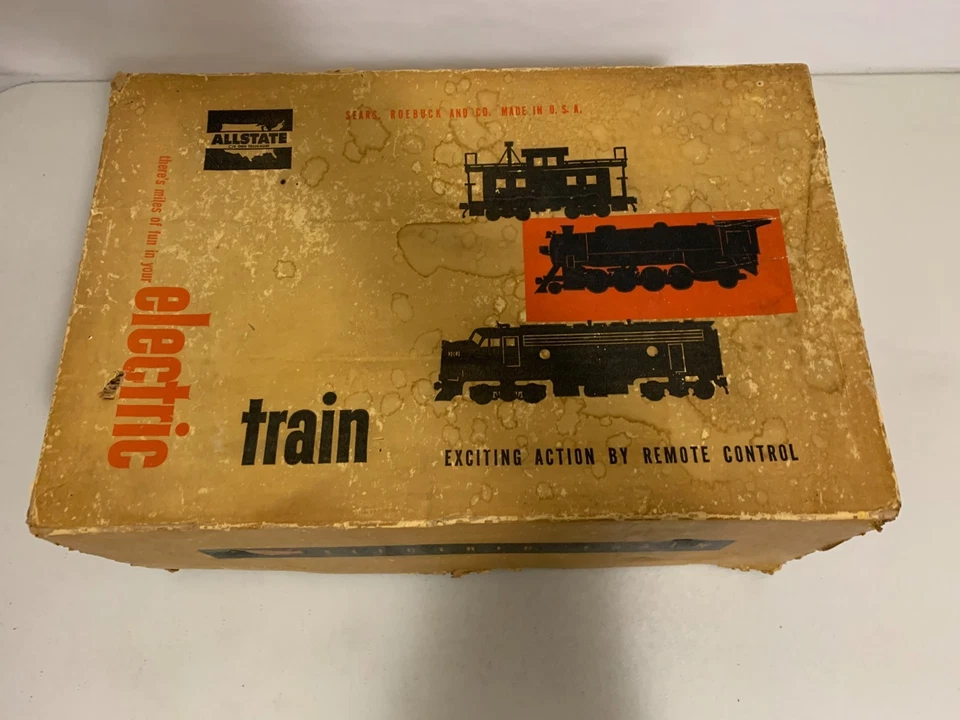 ALLSTATE
SEARS, ROEBUCK AND CO. MADE IN U.S.A.
there's miles of fun in your
electric
train
EXCITING ACTION BY REMOTE CONTROL